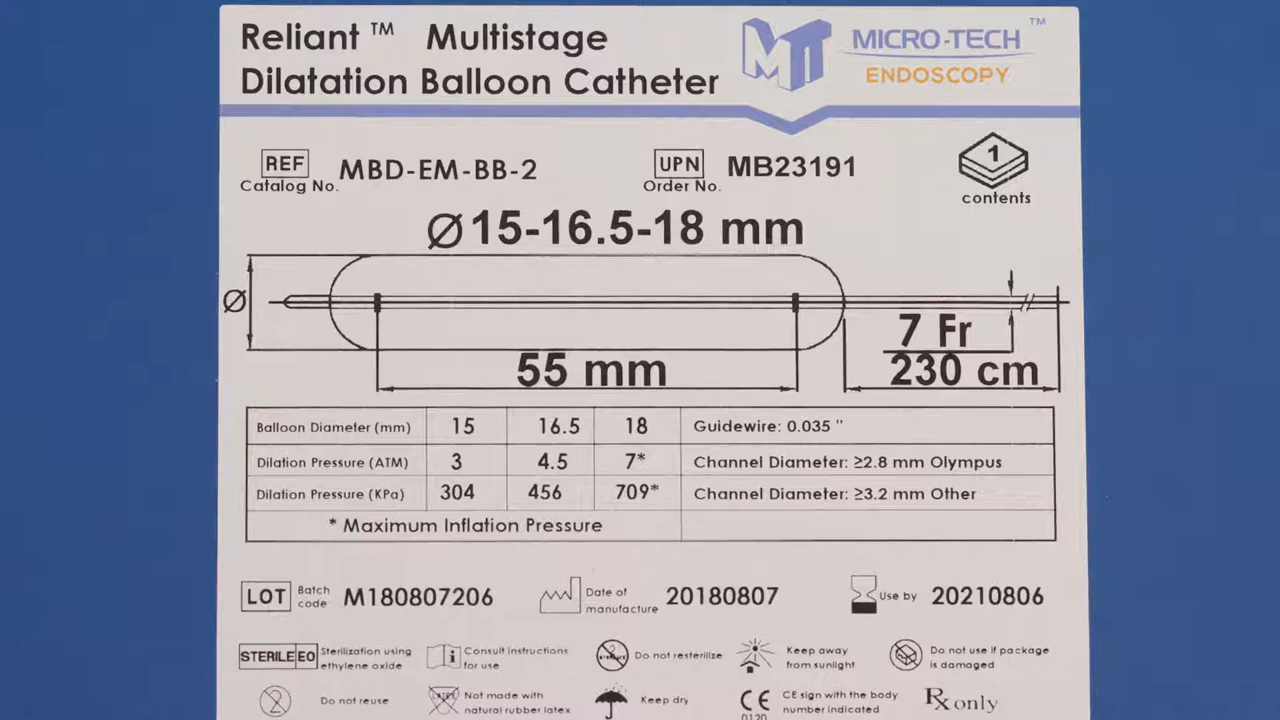 Reliant™ Multistage
Dilatation Balloon Catheter
MT
™
MICRO-TECH
ENDOSCOPY
REF MBD-EM-BB-2
Catalog No.
UPN MB23191
Order No.
1
contents
Ø15-16.5-18 mm
Ø
7 Fr
55 mm
230 cm
Balloon Diameter (mm) 15 16.5 18 Guidewire: 0.035 "
Dilation Pressure (ATM) 3 4.5 7* Channel Diameter: ≥2.8 mm Olympus
Dilation Pressure (KPa) 304 456 709* Channel Diameter: ≥3.2 mm Other
* Maximum Inflation Pressure
LOT Batch code M180807206
Date of manufacture 20180807
Use by 20210806
STERILE EO Sterilization using
ethylene oxide
i Consult instructions
for use
2 Do not resterilize
Keep away
from sunlight
Do not use if package
is damaged
2 Do not reuse
LATEX Not made with
natural rubber latex
Keep dry
CE 0120 CE sign with the body
number indicated
Rx only